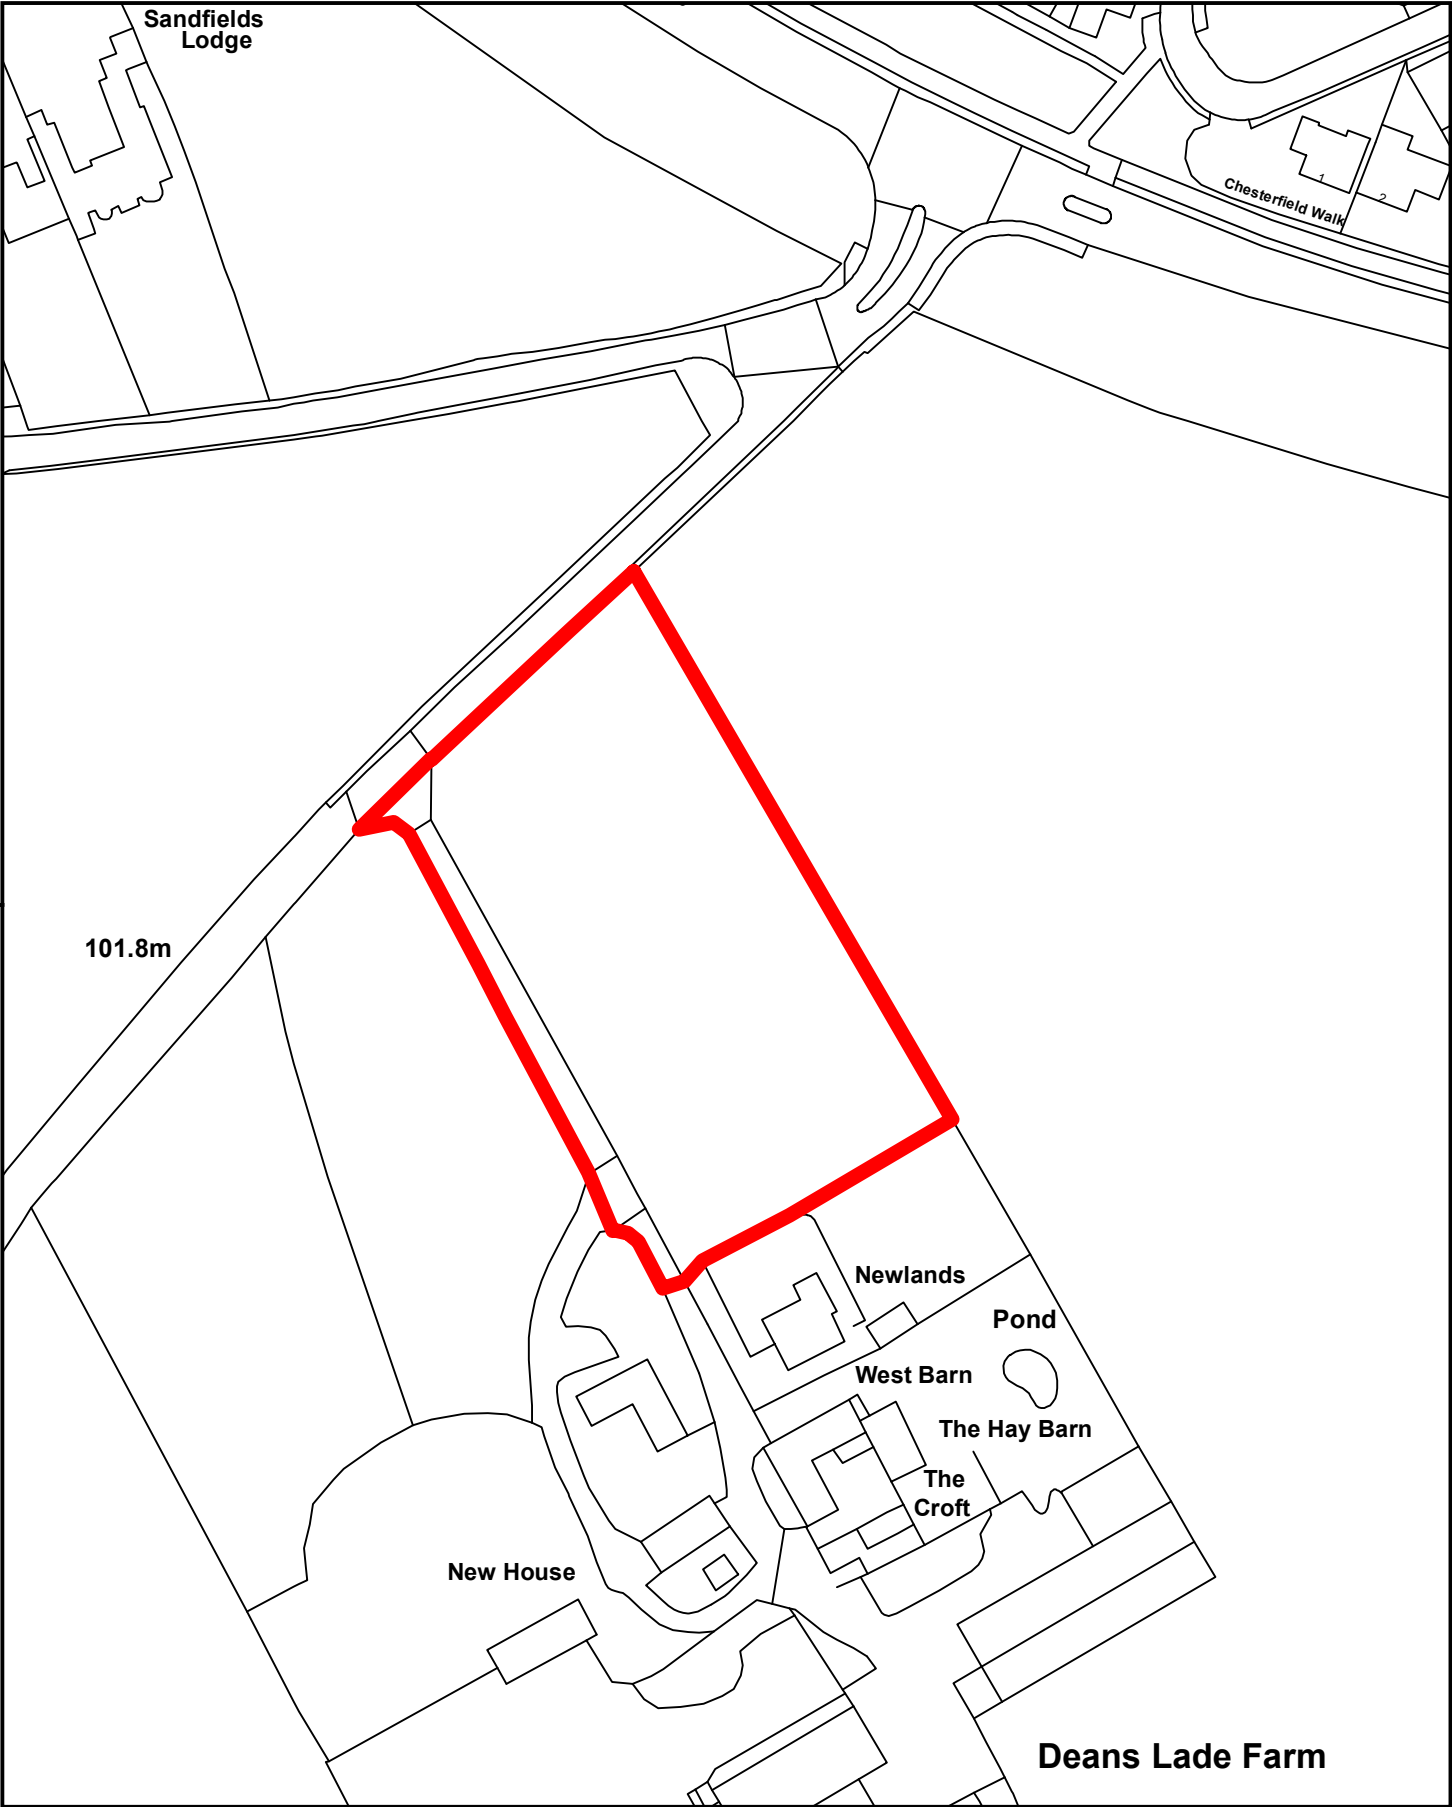 Sandfields
Lodge
1
2
Chesterfield Walk
101.8m
Newlands
Pond
West Barn
The Hay Barn
The
Croft
New House
Deans Lade Farm